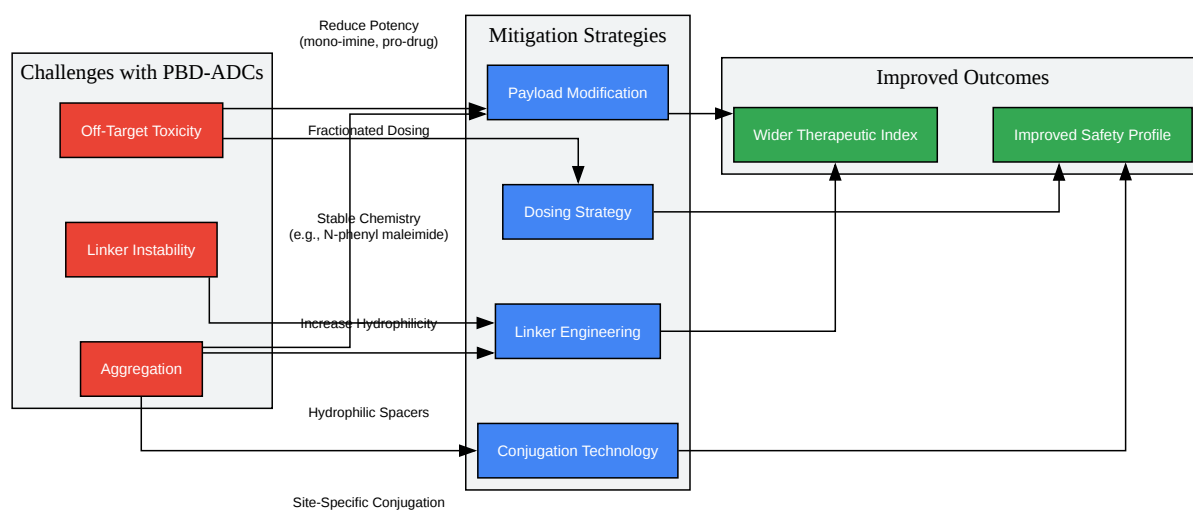 Reduce Potency
(mono-imine, pro-drug)
Mitigation Strategies
Challenges with PBD-ADCs
Improved Outcomes
Payload Modification
Off-Target Toxicity
Fractionated Dosing
Wider Therapeutic Index
Improved Safety Profile
Dosing Strategy
Stable Chemistry
(e.g., N-phenyl maleimide)
Linker Instability
Increase Hydrophilicity
Linker Engineering
Aggregation
Hydrophilic Spacers
Conjugation Technology
Site-Specific Conjugation